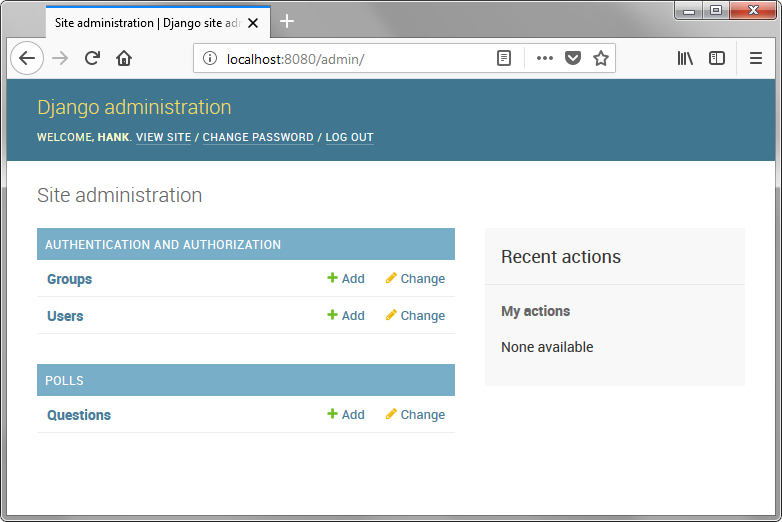 Site administration | Django site adr
localhost:8080/admin/
Django administration
WELCOME, HANK. VIEW SITE / CHANGE PASSWORD / LOG OUT
Site administration
AUTHENTICATION AND AUTHORIZATION
Groups Add Change
Users Add Change
POLLS
Questions Add Change
Recent actions
My actions
None available